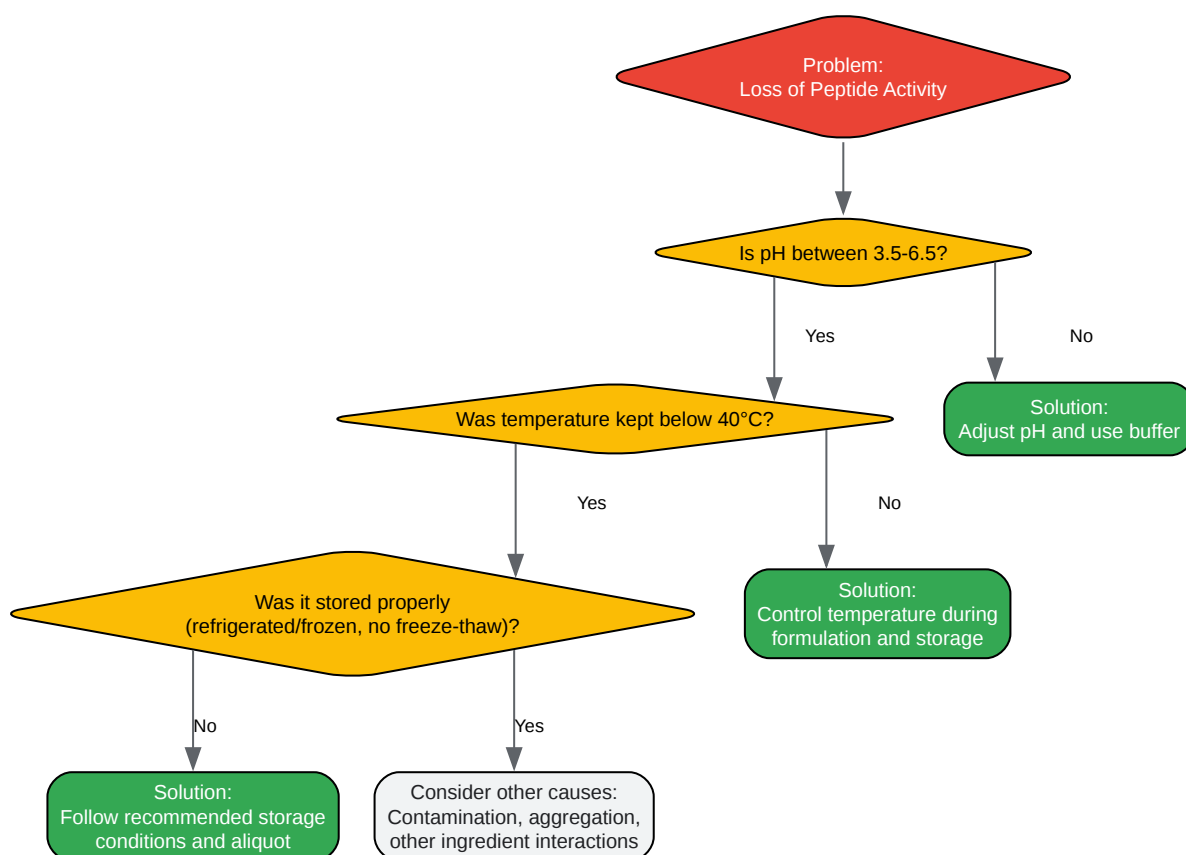 Problem:
Loss of Peptide Activity
Is pH between 3.5-6.5?
Yes
No
Was temperature kept below 40°C?
Solution:
Adjust pH and use buffer
Yes
No
Was it stored properly
(refrigerated/frozen, no freeze-thaw)?
Solution:
Control temperature during
formulation and storage
No
Yes
Solution:
Follow recommended storage
conditions and aliquot
Consider other causes:
Contamination, aggregation,
other ingredient interactions